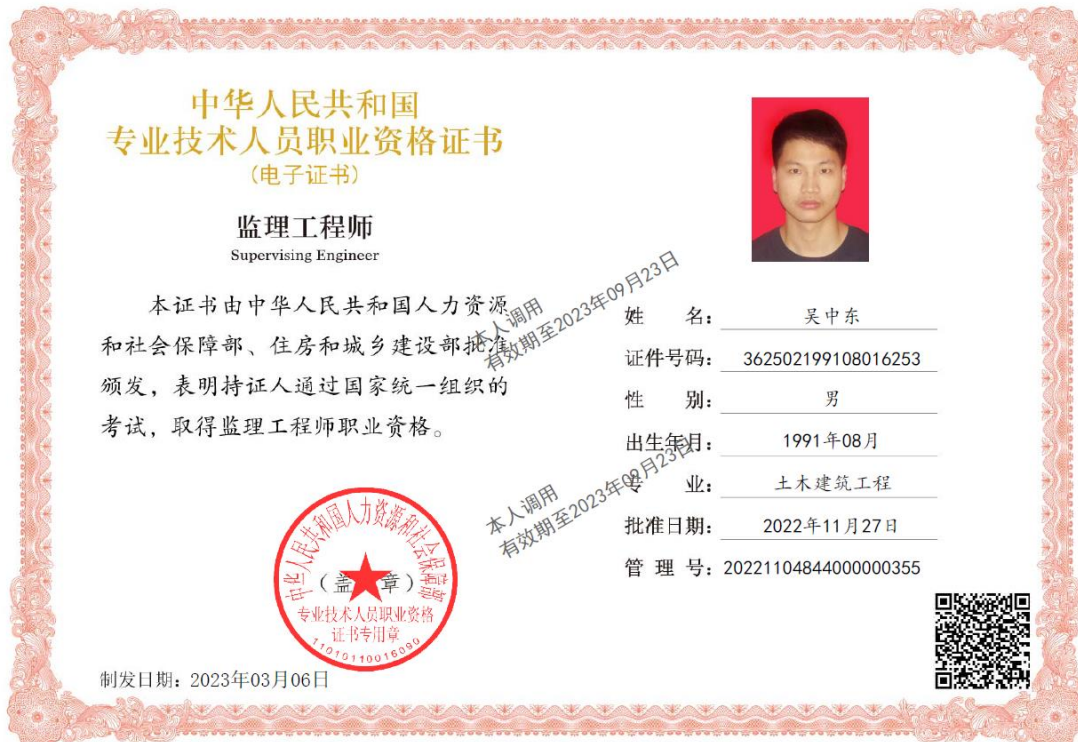 中华人民共和国
专业技术人员职业资格证书
(电子证书)
监理工程师
Supervising Engineer
本证书由中华人民共和国人力资源
和社会保障部、住房和城乡建设部批准
颁发，表明持证人通过国家统一组织的
考试，取得监理工程师职业资格。
本人调用
有效期至2023年09月23日
姓 名：吴中东
证件号码：362502199108016253
性 别：男
出生年月：1991年08月
专 业：土木建筑工程
批准日期：2022年11月27日
管 理 号：20221104844000000355
本人调用
有效期至2023年09月23日
中华人民共和国人力资源和社会保障部
（盖章）
专业技术人员职业资格
证书专用章
11010110016090
制发日期：2023年03月06日